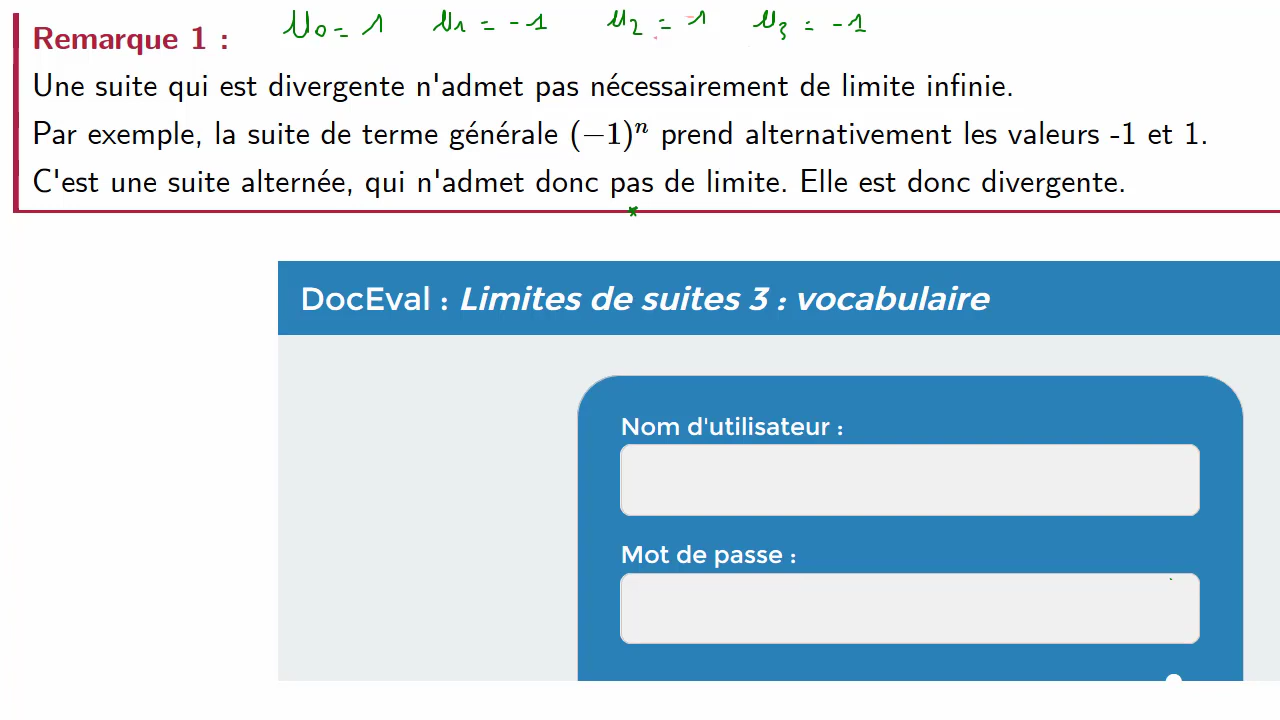 Remarque 1 : U0 = 1 U1 = -1 U2 = 1 U3 = -1
Une suite qui est divergente n'admet pas nécessairement de limite infinie.
Par exemple, la suite de terme générale (−1)ⁿ prend alternativement les valeurs -1 et 1.
C'est une suite alternée, qui n'admet donc pas de limite. Elle est donc divergente.
DocEval : Limites de suites 3 : vocabulaire
Nom d'utilisateur :
Mot de passe :